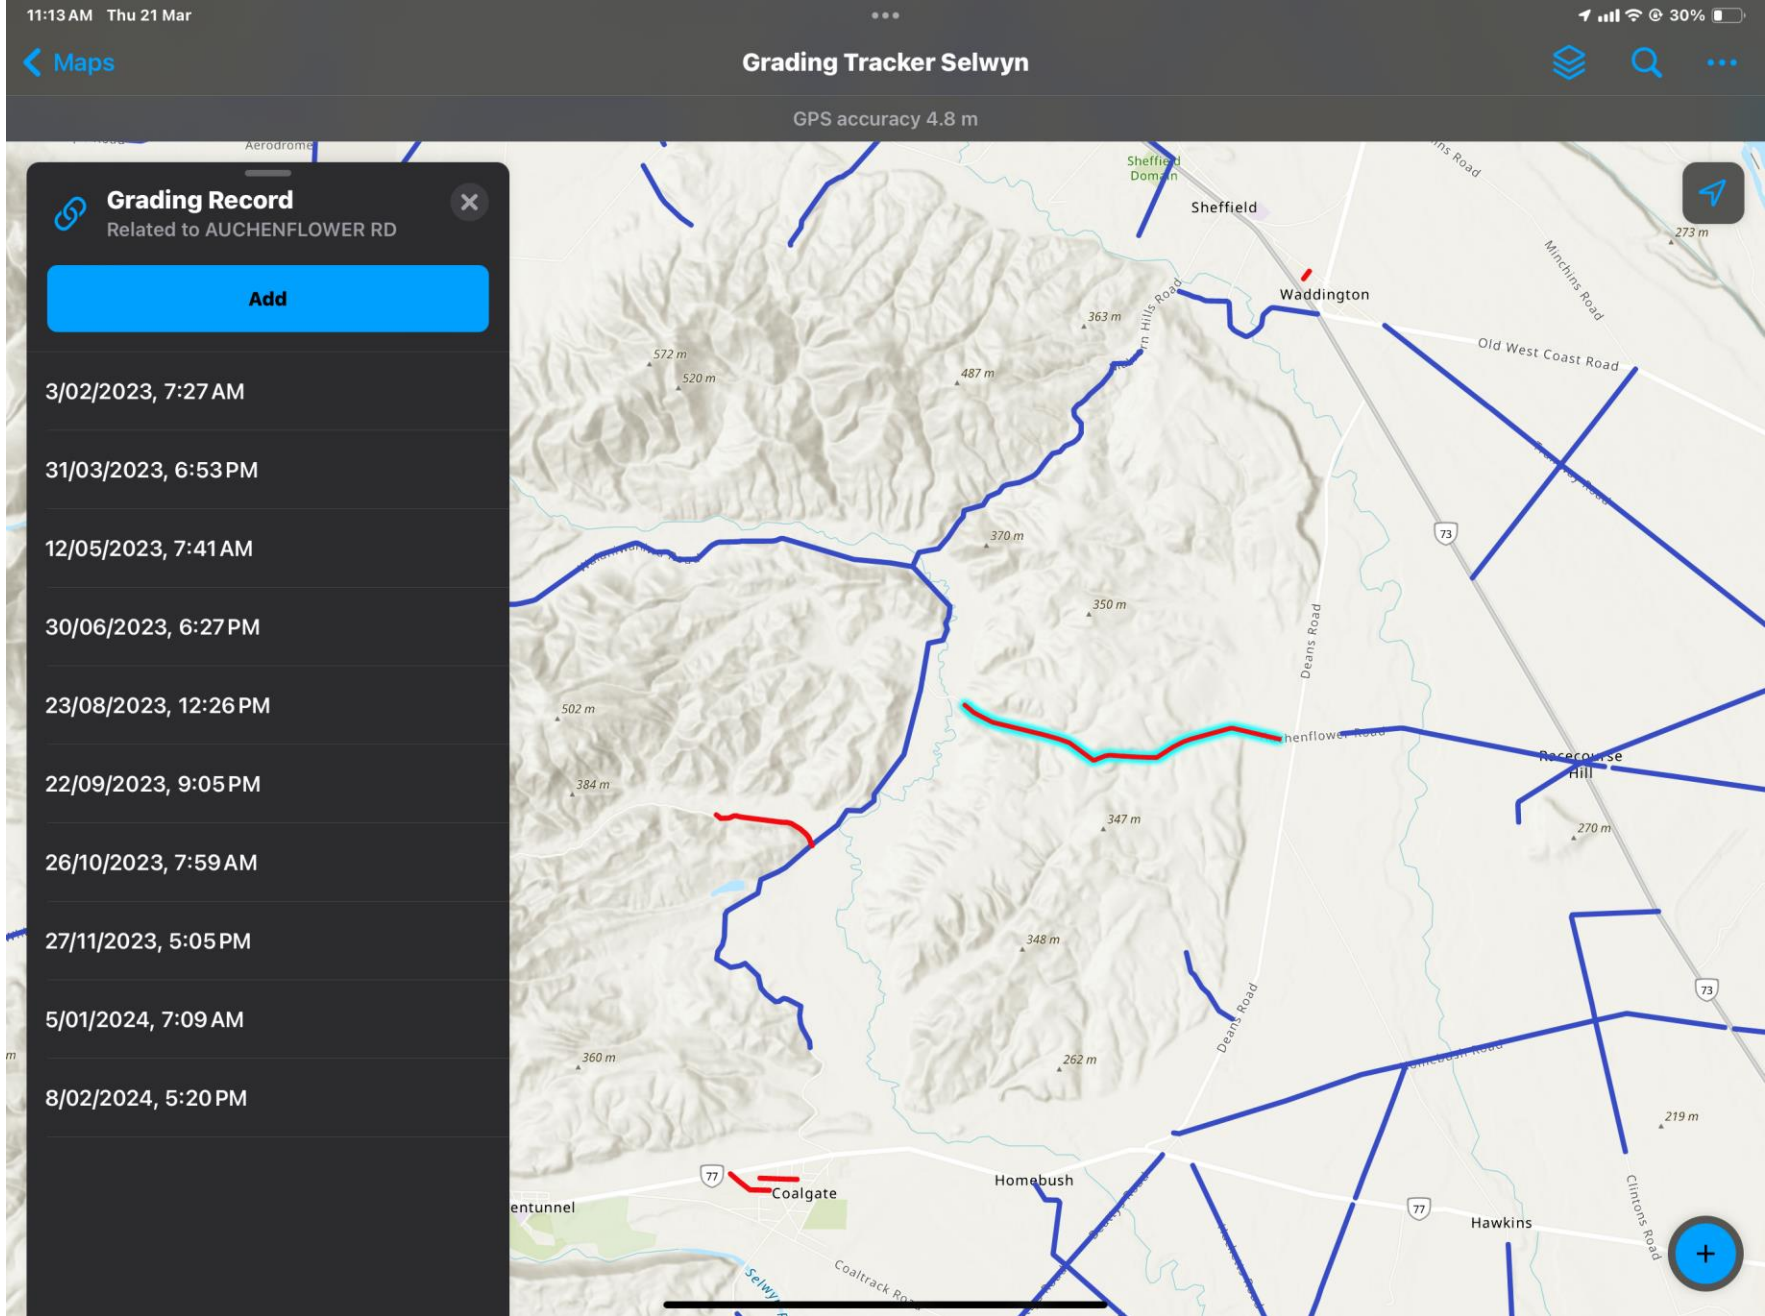 11:13 AM Thu 21 Mar
30%
Maps
Grading Tracker Selwyn
GPS accuracy 4.8 m
Grading Record
Related to AUCHENFLOWER RD
Add
3/02/2023, 7:27 AM
31/03/2023, 6:53 PM
12/05/2023, 7:41 AM
30/06/2023, 6:27 PM
23/08/2023, 12:26 PM
22/09/2023, 9:05 PM
26/10/2023, 7:59 AM
27/11/2023, 5:05 PM
5/01/2024, 7:09 AM
8/02/2024, 5:20 PM
Aerodrome
Sheffield
Domain
Sheffield
273 m
Minchins Road
Waddington
363 m
Old West Coast Road
572 m
520 m
487 m
73
370 m
350 m
Deans Road
502 m
henflower Road
Racecourse
Hill
384 m
347 m
270 m
348 m
73
Deans Road
360 m
262 m
219 m
77
Coalgate
Homebush
entunnel
77
Hawkins
Clintons Road
Coaltrack Road